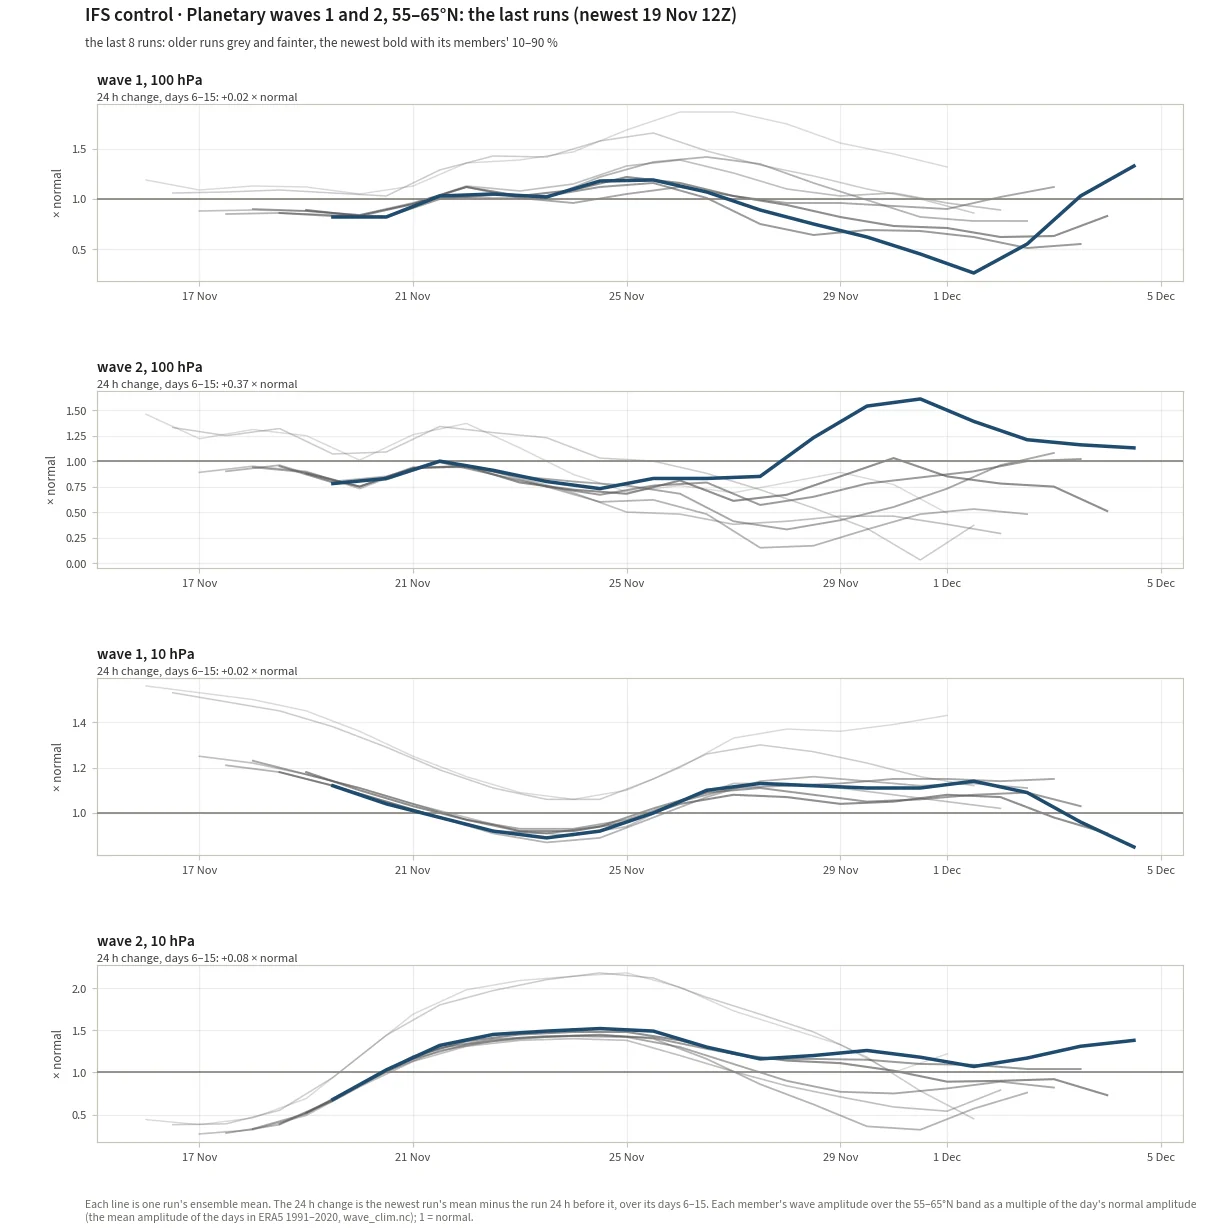 IFS control · Planetary waves 1 and 2, 55–65°N: the last runs (newest 19 Nov 12Z)
the last 8 runs: older runs grey and fainter, the newest bold with its members' 10–90 %
wave 1, 100 hPa
24 h change, days 6–15: +0.02 × normal
× normal
1.5
1.0
0.5
17 Nov 21 Nov 25 Nov 29 Nov 1 Dec 5 Dec
wave 2, 100 hPa
24 h change, days 6–15: +0.37 × normal
× normal
1.50
1.25
1.00
0.75
0.50
0.25
0.00
17 Nov 21 Nov 25 Nov 29 Nov 1 Dec 5 Dec
wave 1, 10 hPa
24 h change, days 6–15: +0.02 × normal
× normal
1.4
1.2
1.0
17 Nov 21 Nov 25 Nov 29 Nov 1 Dec 5 Dec
wave 2, 10 hPa
24 h change, days 6–15: +0.08 × normal
× normal
2.0
1.5
1.0
0.5
17 Nov 21 Nov 25 Nov 29 Nov 1 Dec 5 Dec
Each line is one run's ensemble mean. The 24 h change is the newest run's mean minus the run 24 h before it, over its days 6–15. Each member's wave amplitude over the 55–65°N band as a multiple of the day's normal amplitude
(the mean amplitude of the days in ERA5 1991–2020, wave_clim.nc); 1 = normal.